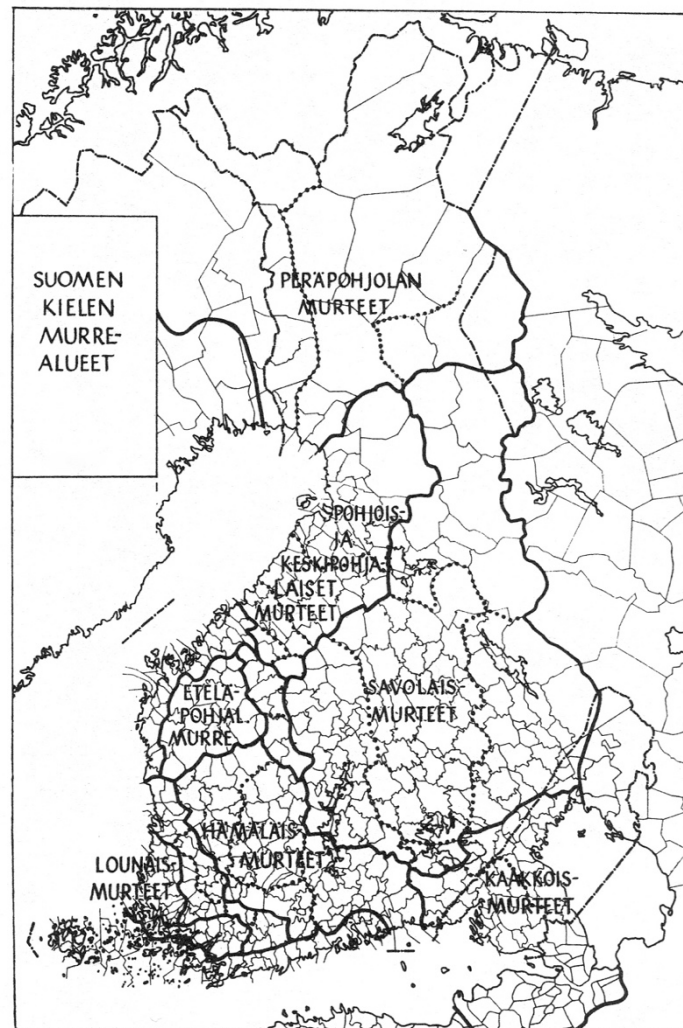 SUOMEN
KIELEN
MURRE-
ALUEET
PERÄPOHJOLAN
MURTEET
SPOHJOIS-
JA
KESKIPOHJA-
LAISET
MURTEET
ETELÄ-
POHJAL.
MURRE
SAVOLAIS-
MURTEET
HÄMÄLÄIS-
MURTEET
LOUNAIS-
MURTEET
KAAKKOIS-
MURTEET